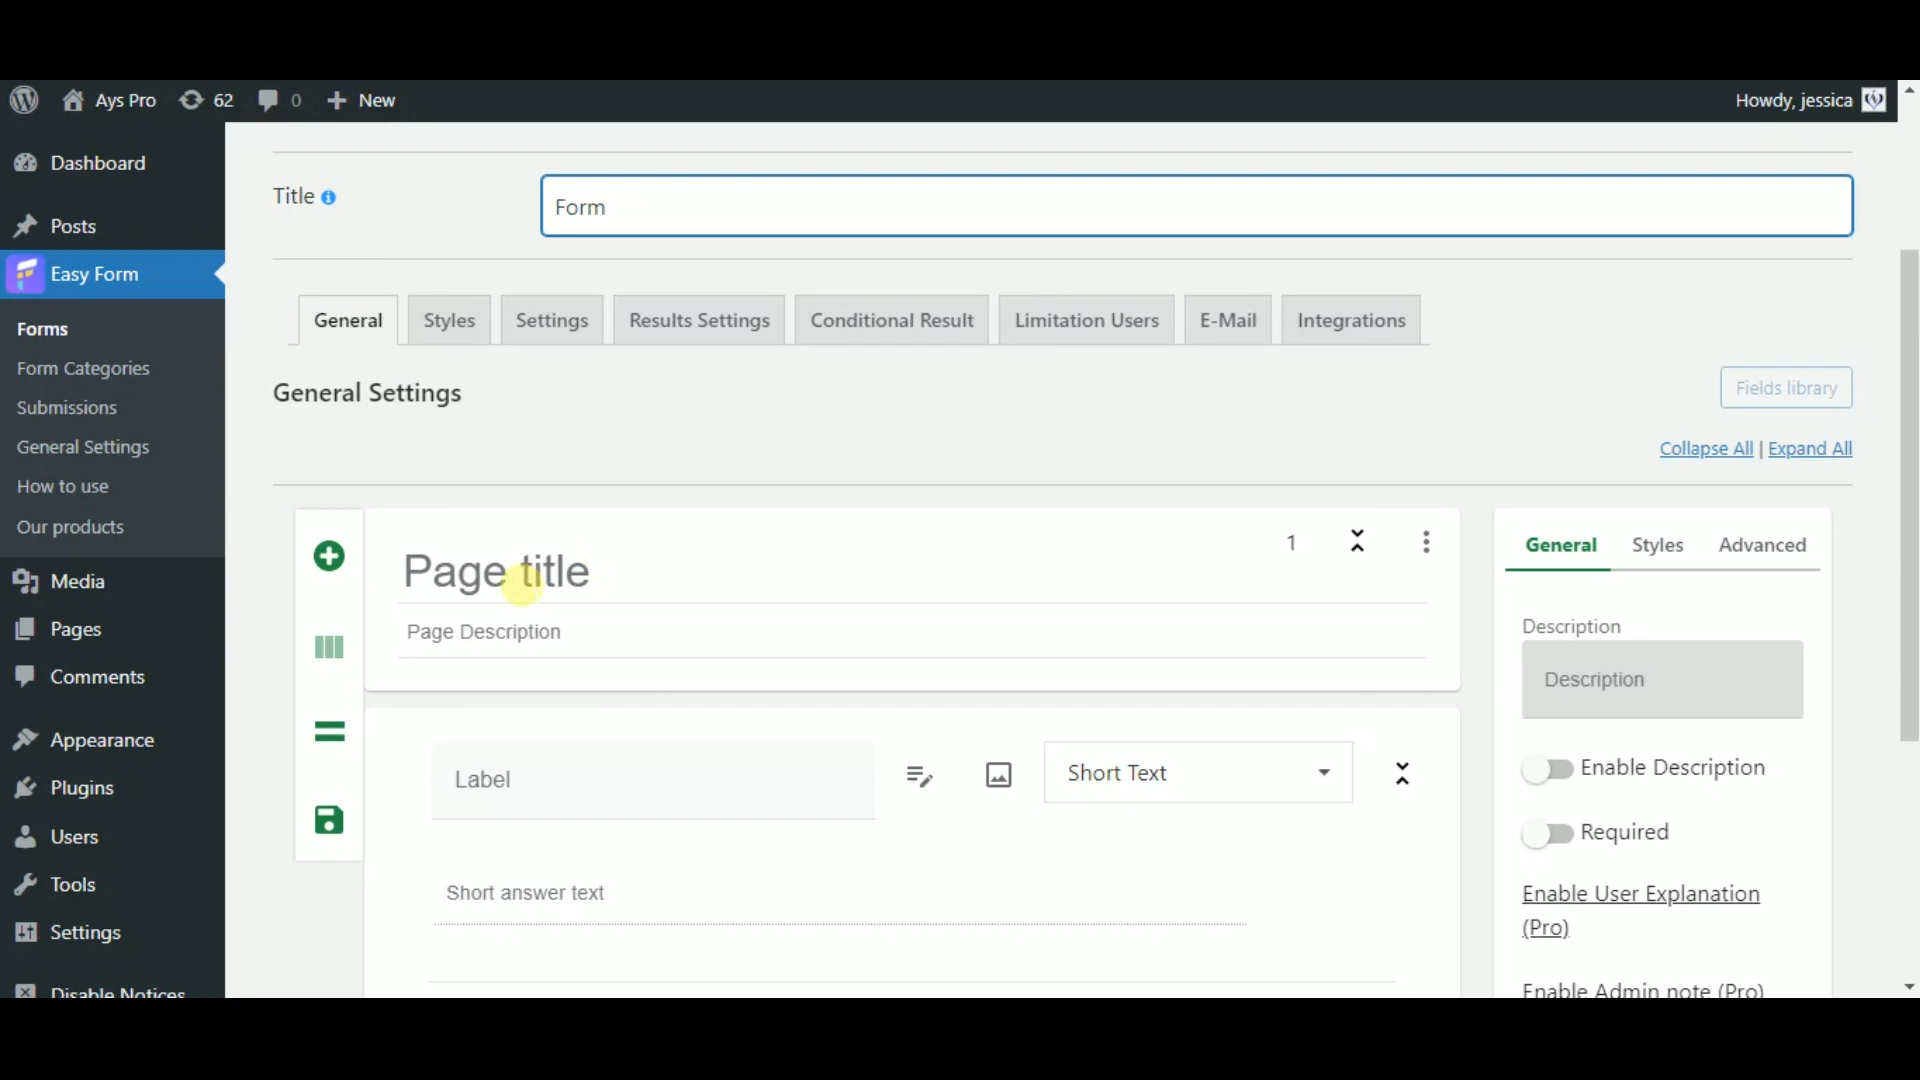 Ays Pro 62 0 New Howdy, jessica
Dashboard
Posts
Easy Form
Forms
Form Categories
Submissions
General Settings
How to use
Our products
Media
Pages
Comments
Appearance
Plugins
Users
Tools
Settings
Disable Notices
Title
Form
General Styles Settings Results Settings Conditional Result Limitation Users E-Mail Integrations
General Settings
Fields library
Collapse All | Expand All
Page title
1
Page Description
Label
Short Text
Short answer text
General Styles Advanced
Description
Description
Enable Description
Required
Enable User Explanation
(Pro)
Enable Admin note (Pro)